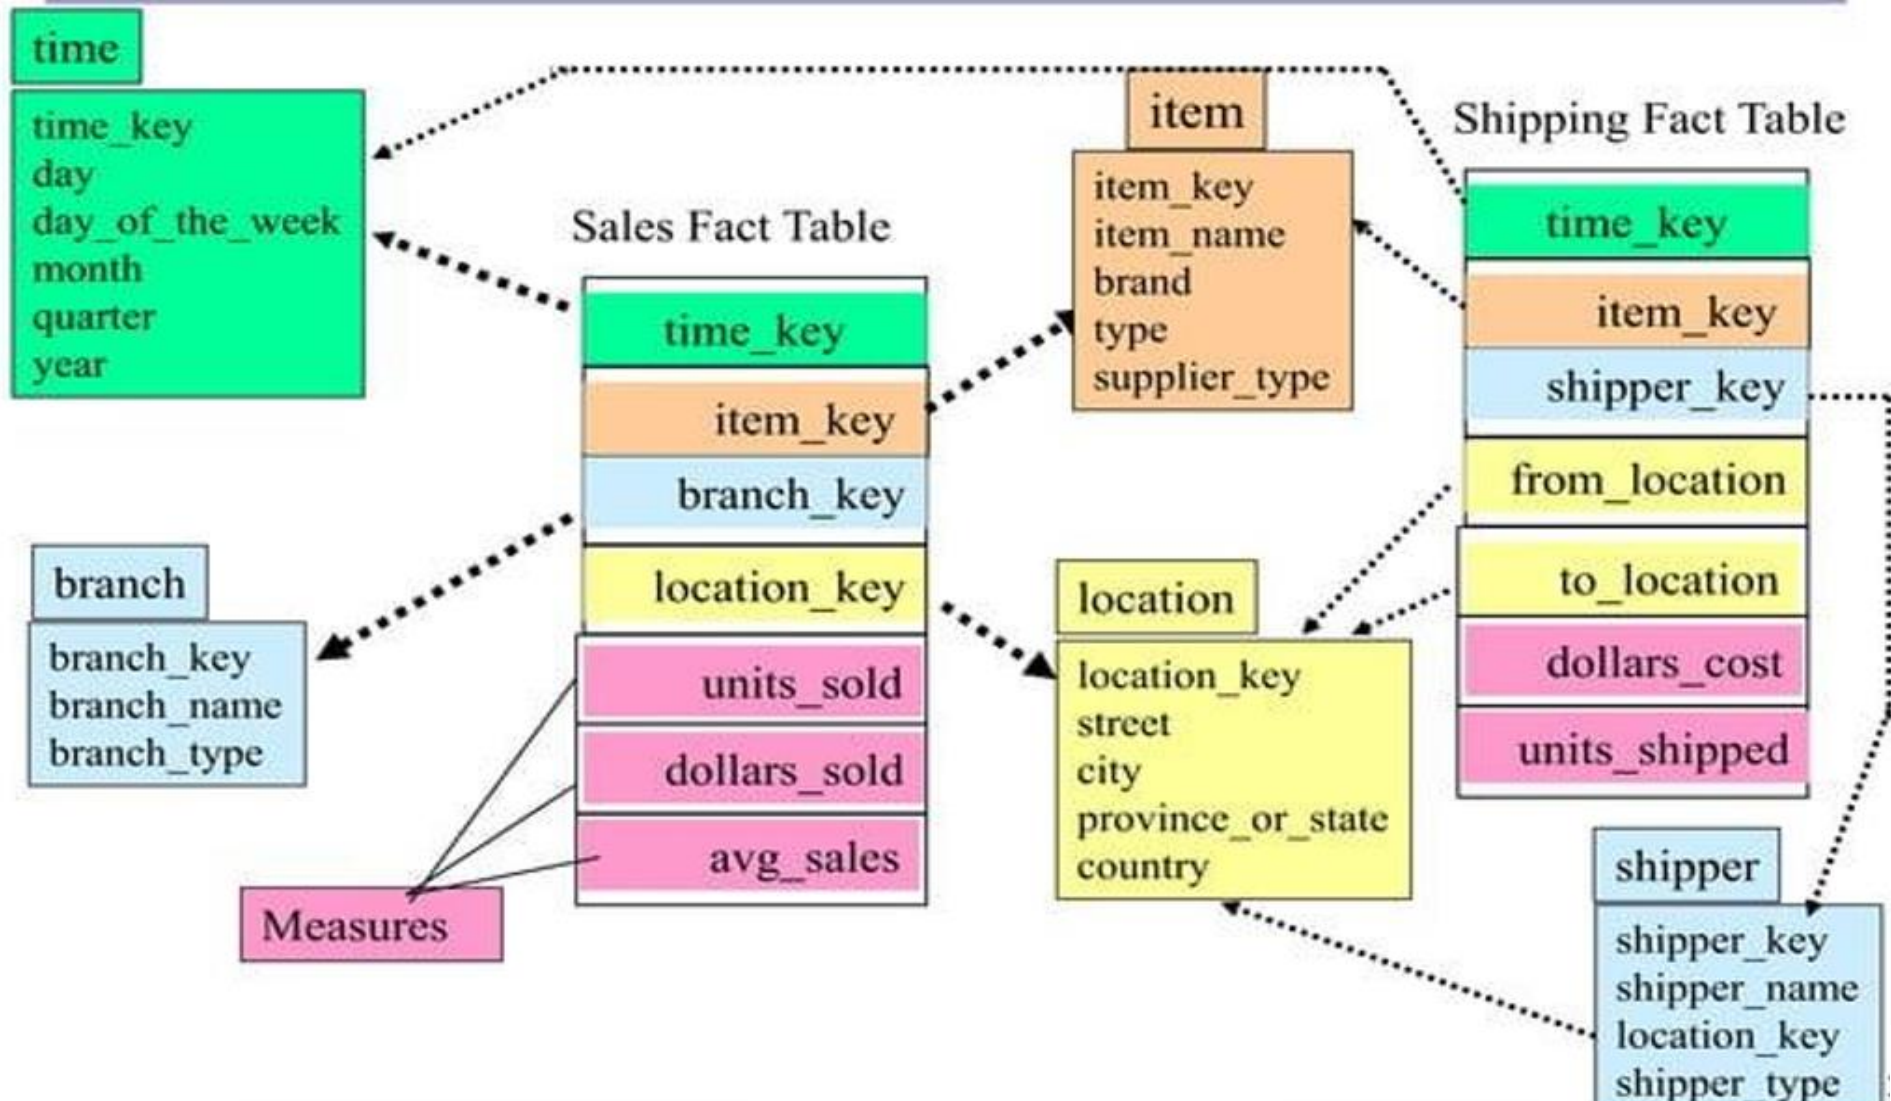 time
time_key
day
day_of_the_week
month
quarter
year
Sales Fact Table
time_key
item_key
branch_key
location_key
units_sold
dollars_sold
avg_sales
Measures
branch
branch_key
branch_name
branch_type
item
item_key
item_name
brand
type
supplier_type
location
location_key
street
city
province_or_state
country
Shipping Fact Table
time_key
item_key
shipper_key
from_location
to_location
dollars_cost
units_shipped
shipper
shipper_key
shipper_name
location_key
shipper_type